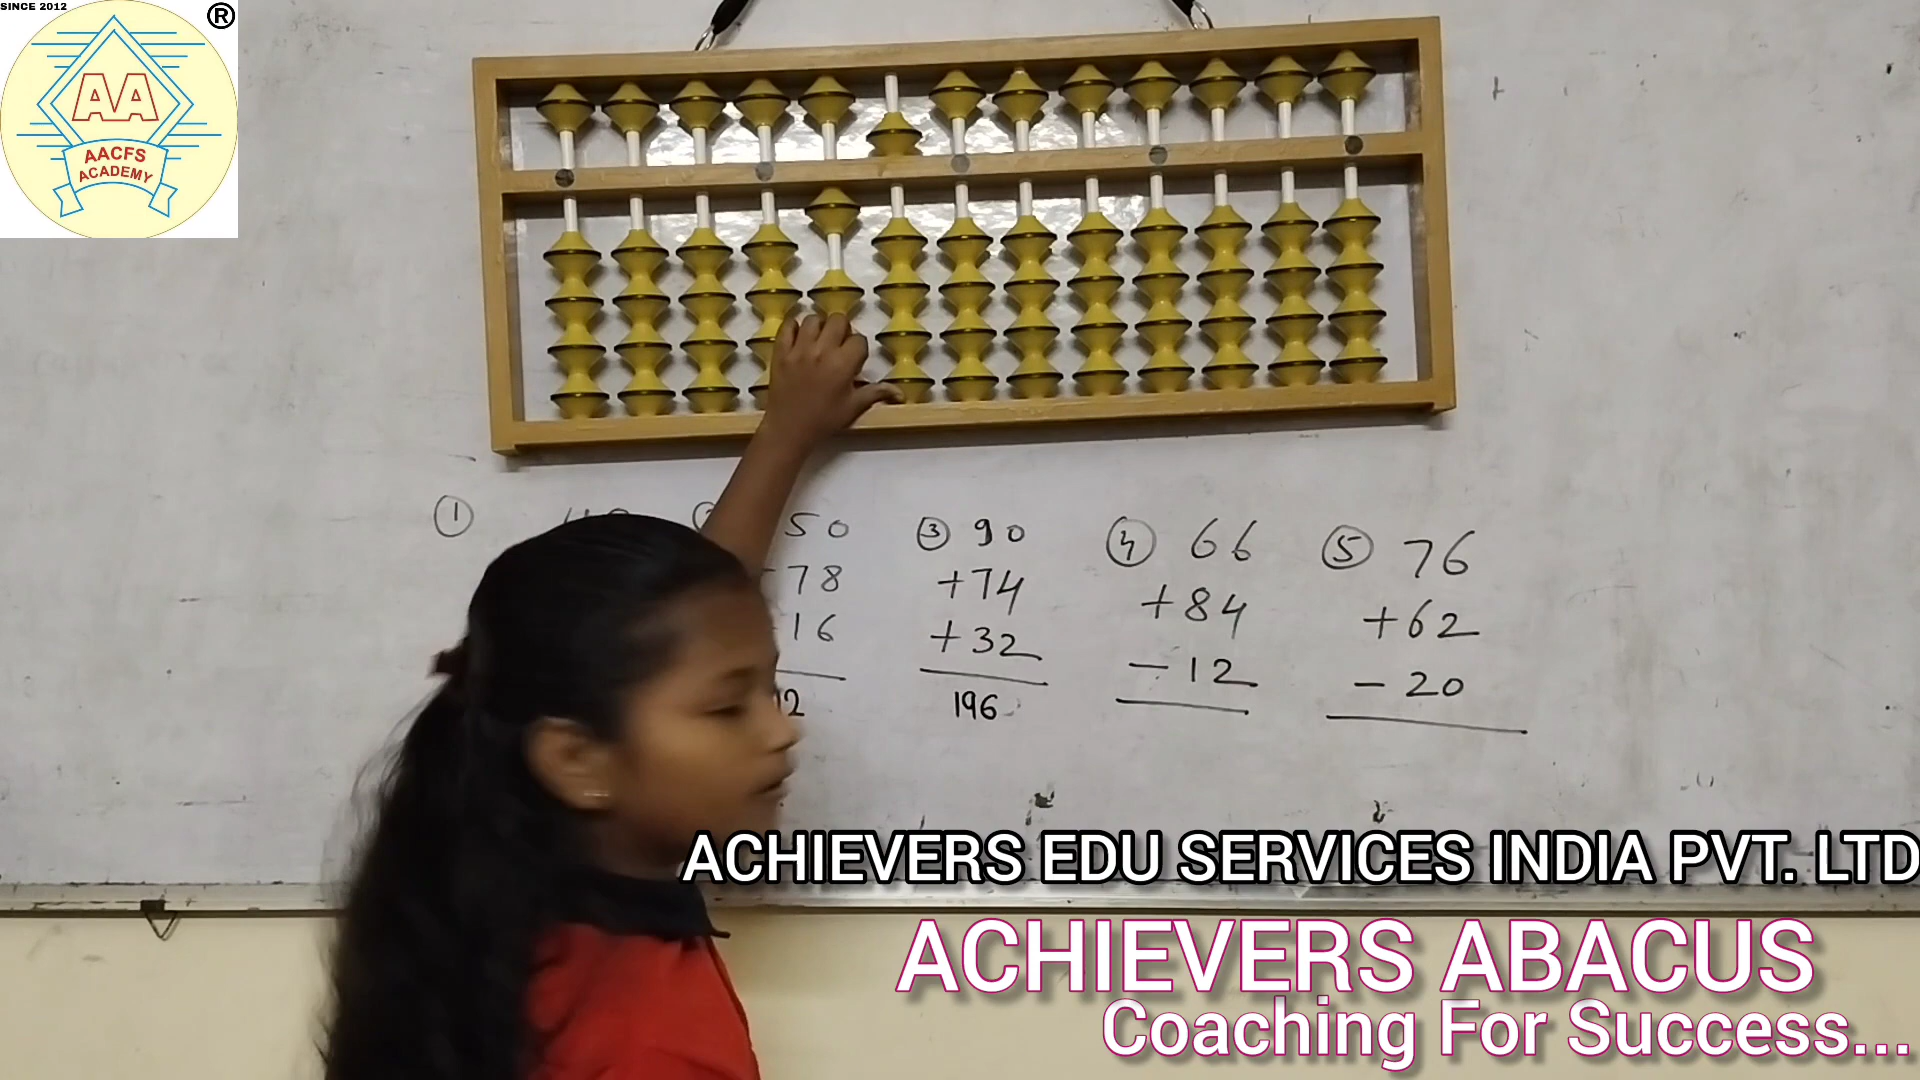 SINCE 2012
®
AA
AACFS
ACADEMY
①
50
78
16
12
③ 90
+74
+32
196
④ 66
+84
-12
⑤ 76
+62
-20
ACHIEVERS EDU SERVICES INDIA PVT. LTD
ACHIEVERS ABACUS
Coaching For Success...